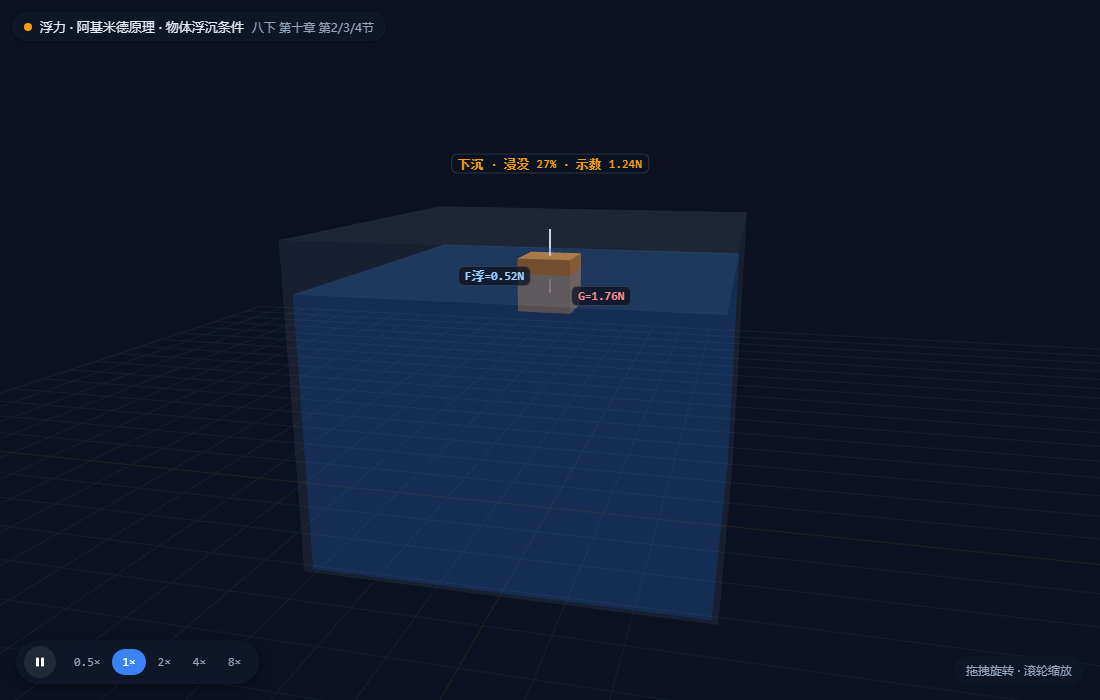 浮力 · 阿基米德原理 · 物体浮沉条件 八下 第十章 第2/3/4节
下沉 · 浸没 27% · 示数 1.24N
F浮=0.52N
G=1.76N
0.5× 1× 2× 4× 8×
拖拽旋转 · 滚轮缩放